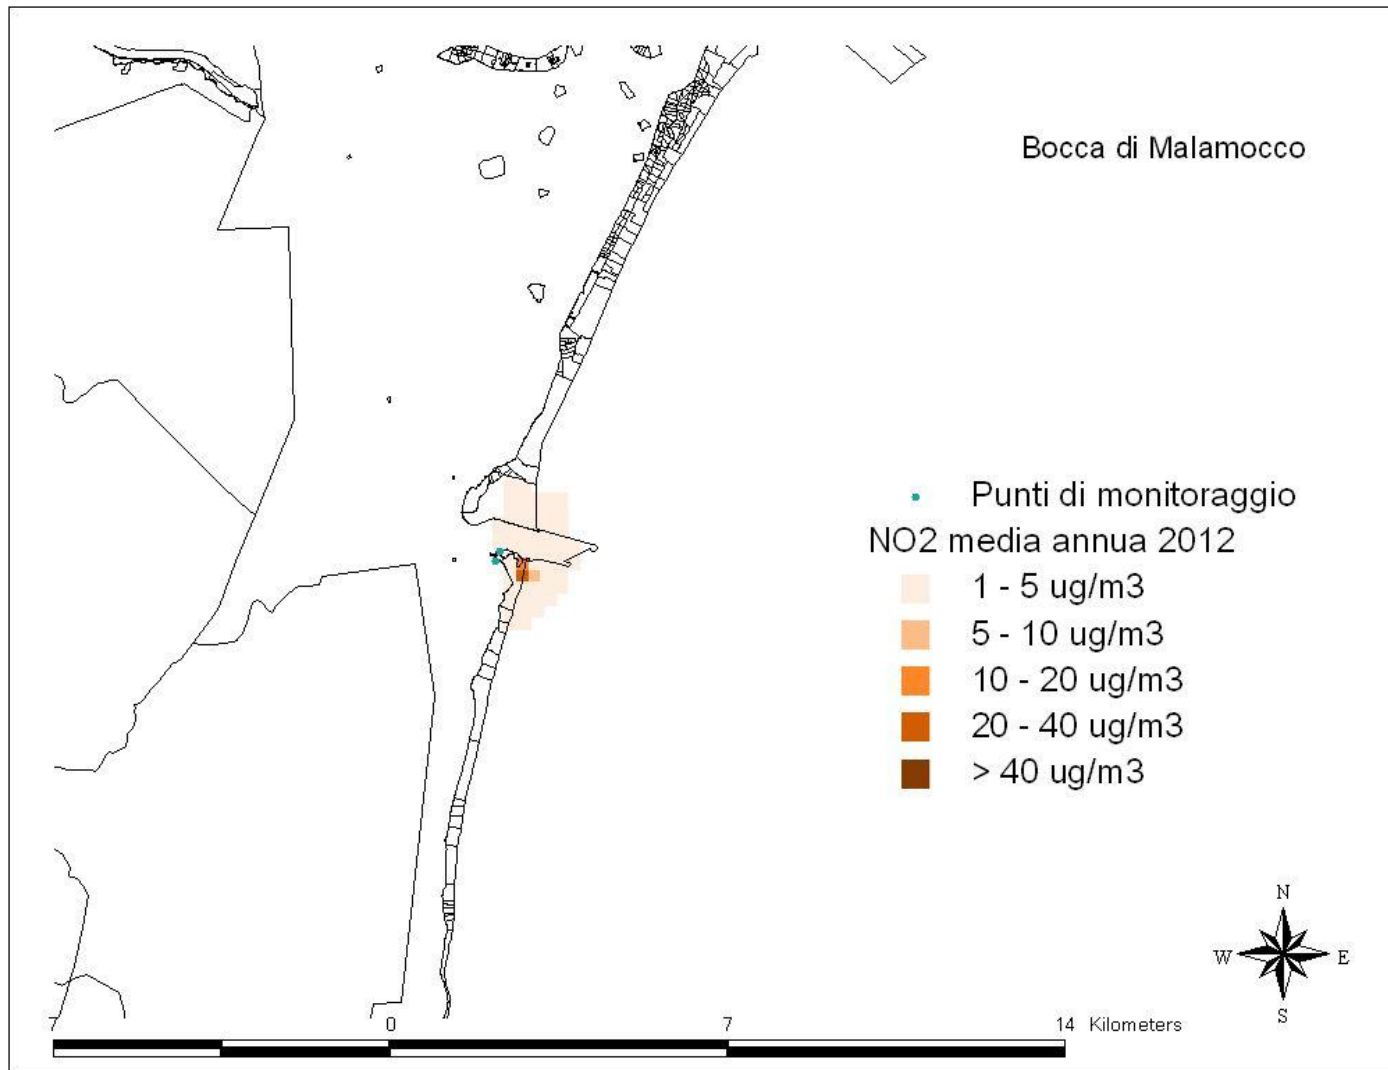 Bocca di Malamocco
Punti di monitoraggio
NO2 media annua 2012
1 - 5 ug/m3
5 - 10 ug/m3
10 - 20 ug/m3
20 - 40 ug/m3
> 40 ug/m3
N
W E
S
7 0 7 14 Kilometers